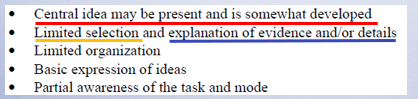 • Central idea may be present and is somewhat developed
• Limited selection and explanation of evidence and/or details
• Limited organization
• Basic expression of ideas
• Partial awareness of the task and mode